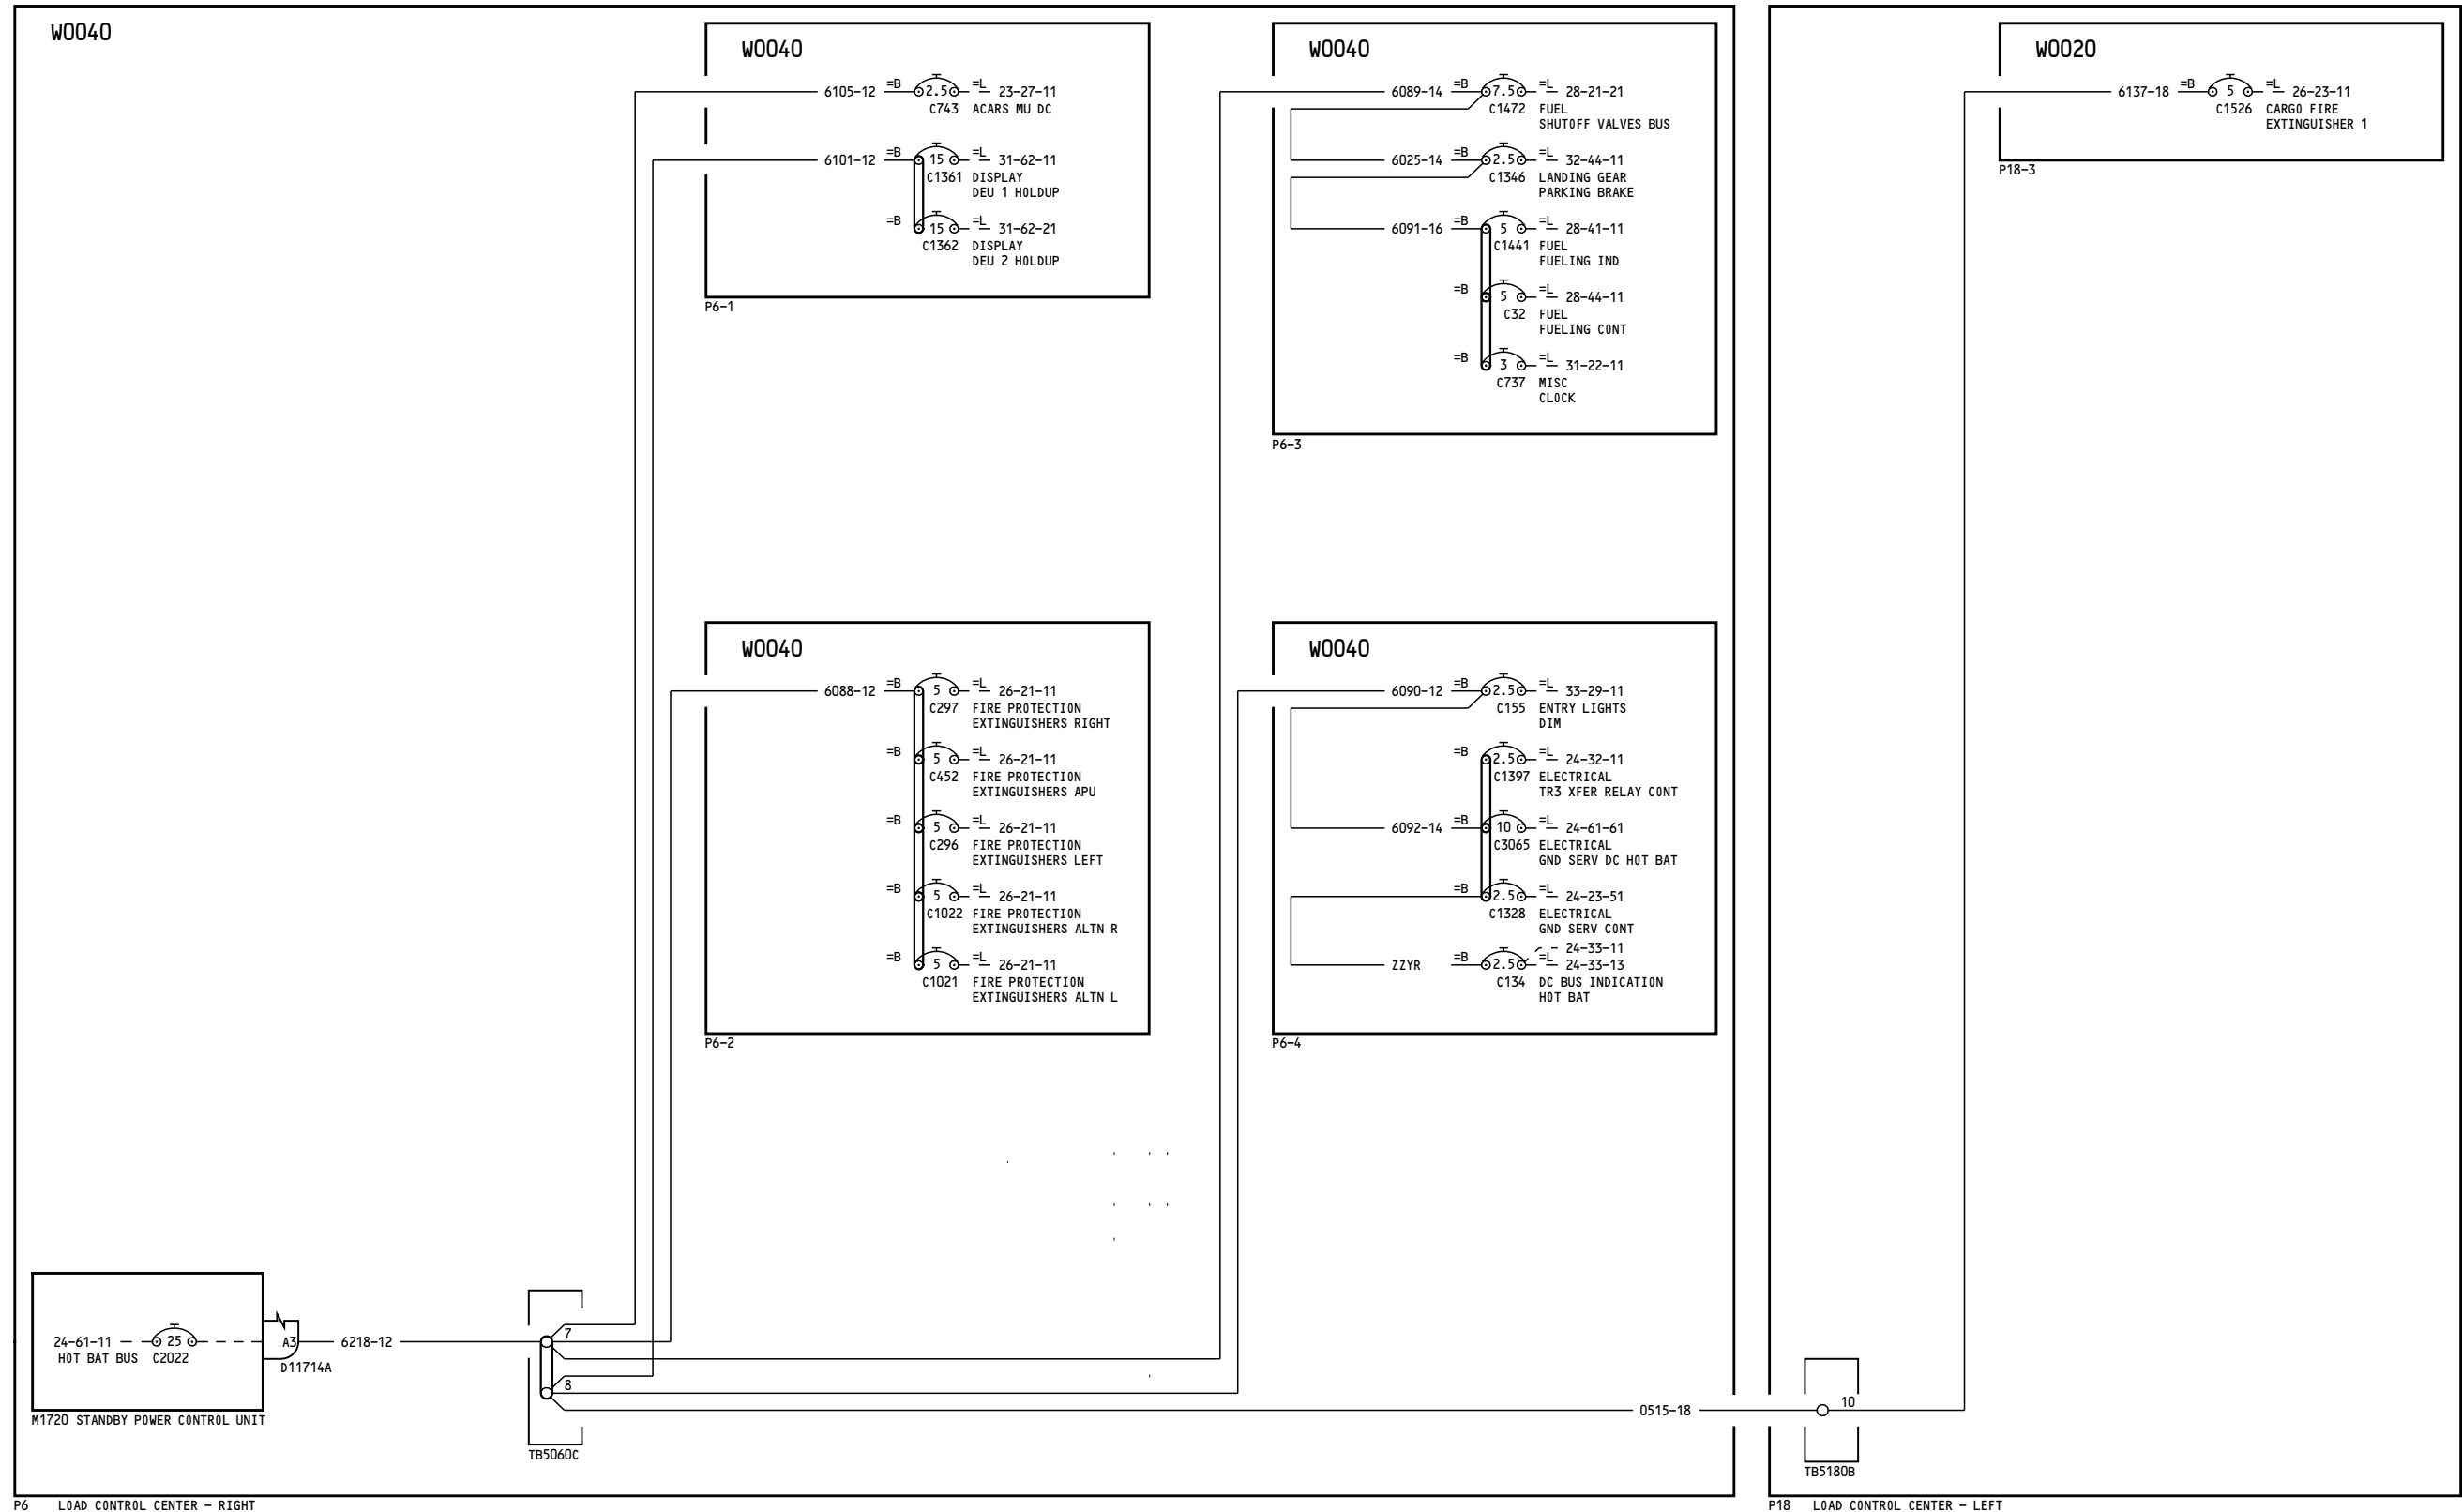 W0040
W0040
6105-12 =B 2.5 =L 23-27-11
C743 ACARS MU DC
6101-12 =B 15 =L 31-62-11
C1361 DISPLAY
DEU 1 HOLDUP
=B 15 =L 31-62-21
C1362 DISPLAY
DEU 2 HOLDUP
P6-1
W0040
6089-14 =B 7.5 =L 28-21-21
C1472 FUEL
SHUTOFF VALVES BUS
6025-14 =B 2.5 =L 32-44-11
C1346 LANDING GEAR
PARKING BRAKE
6091-16 =B 5 =L 28-41-11
C1441 FUEL
FUELING IND
=B 5 =L 28-44-11
C32 FUEL
FUELING CONT
=B 3 =L 31-22-11
C737 MISC
CLOCK
P6-3
W0020
6137-18 =B 5 =L 26-23-11
C1526 CARGO FIRE
EXTINGUISHER 1
P18-3
W0040
6088-12 =B 5 =L 26-21-11
C297 FIRE PROTECTION
EXTINGUISHERS RIGHT
=B 5 =L 26-21-11
C452 FIRE PROTECTION
EXTINGUISHERS APU
=B 5 =L 26-21-11
C296 FIRE PROTECTION
EXTINGUISHERS LEFT
=B 5 =L 26-21-11
C1022 FIRE PROTECTION
EXTINGUISHERS ALTN R
=B 5 =L 26-21-11
C1021 FIRE PROTECTION
EXTINGUISHERS ALTN L
P6-2
W0040
6090-12 =B 2.5 =L 33-29-11
C155 ENTRY LIGHTS
DIM
=B 2.5 =L 24-32-11
C1397 ELECTRICAL
TR3 XFER RELAY CONT
6092-14 =B 10 =L 24-61-61
C3065 ELECTRICAL
GND SERV DC HOT BAT
=B 2.5 =L 24-23-51
C1328 ELECTRICAL
GND SERV CONT
24-33-11
ZZYR =B 2.5 =L 24-33-13
C134 DC BUS INDICATION
HOT BAT
P6-4
24-61-11 25 A3 6218-12
HOT BAT BUS C2022
D11714A
M1720 STANDBY POWER CONTROL UNIT
7
8
TB5060C
0515-18
10
TB5180B
P6 LOAD CONTROL CENTER - RIGHT
P18 LOAD CONTROL CENTER - LEFT